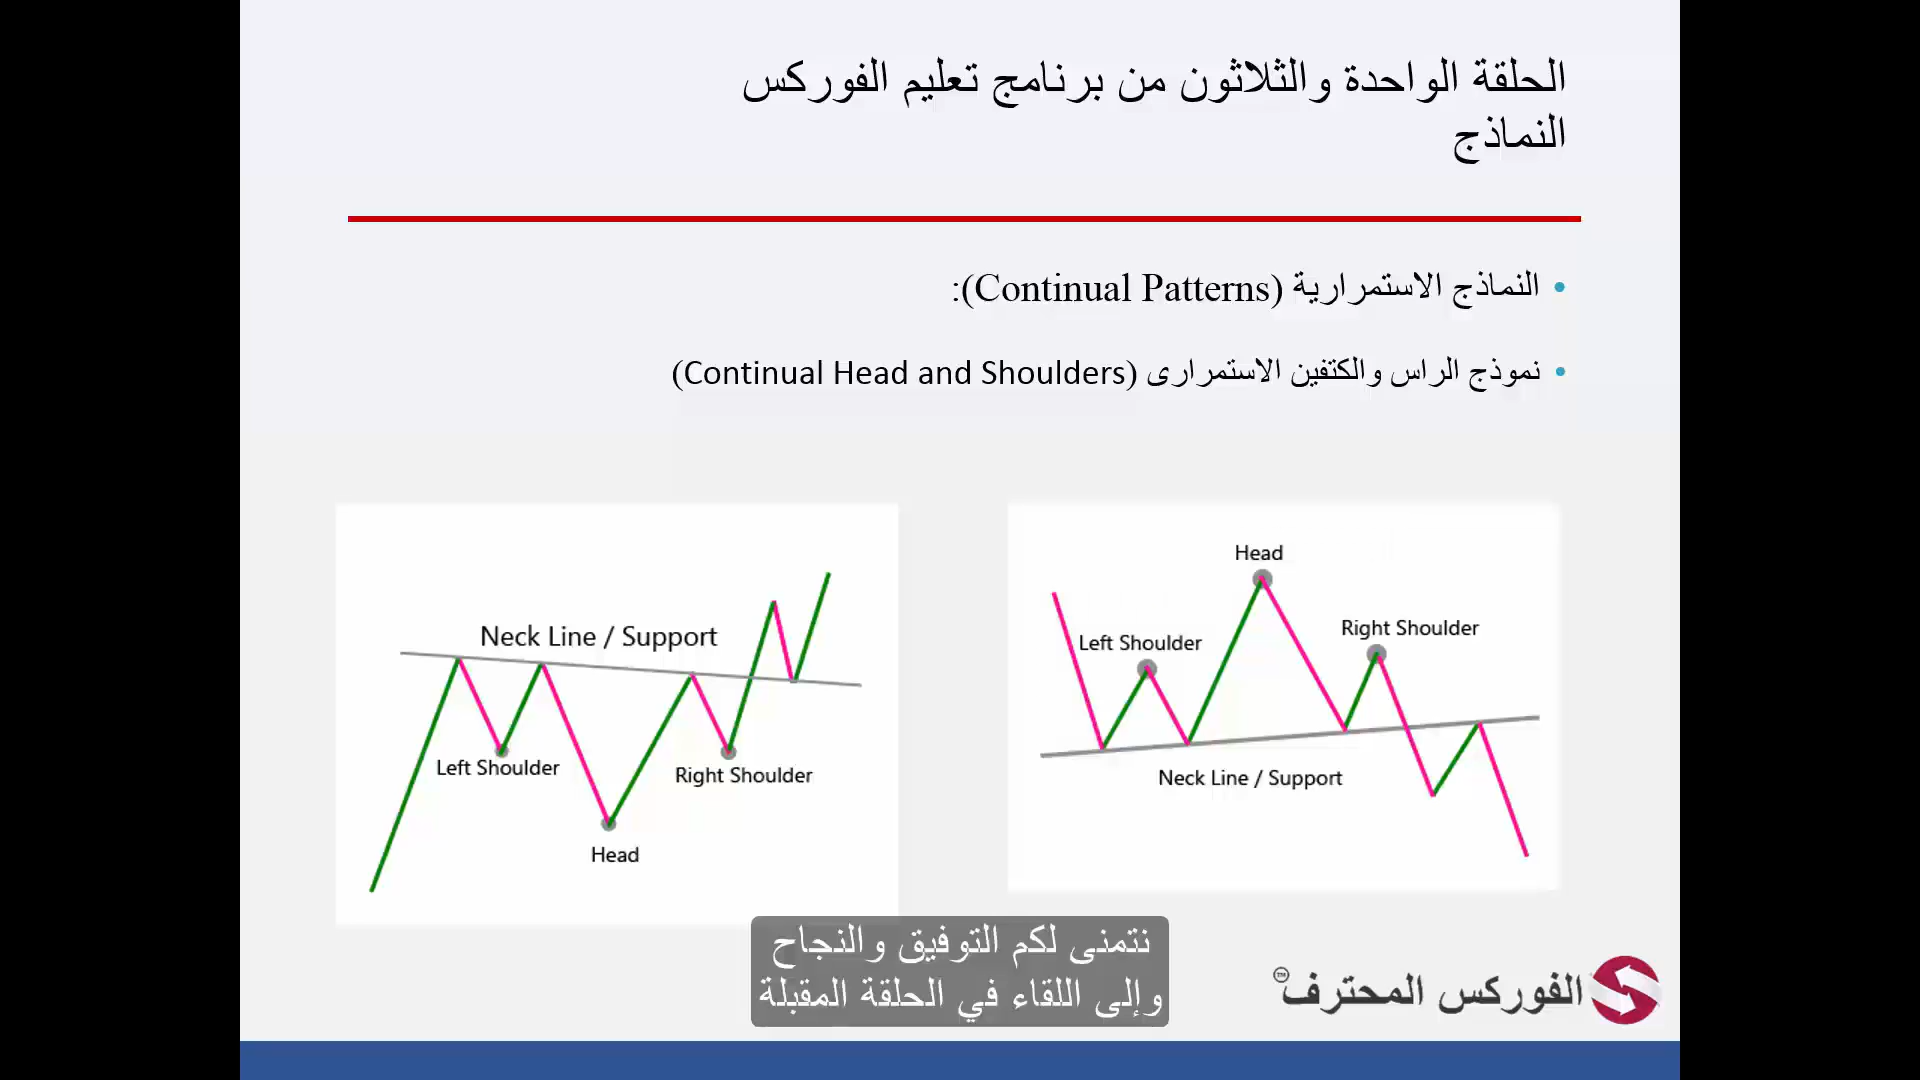 الحلقة الواحدة والثلاثون من برنامج تعليم الفوركس
النماذج
• النماذج الاستمرارية (Continual Patterns):
• نموذج الراس والكتفين الاستمرارى (Continual Head and Shoulders)
Neck Line / Support
Left Shoulder
Right Shoulder
Head
Head
Left Shoulder
Right Shoulder
Neck Line / Support
نتمنى لكم التوفيق والنجاح
وإلى اللقاء في الحلقة المقبلة
الفوركس المحترف™